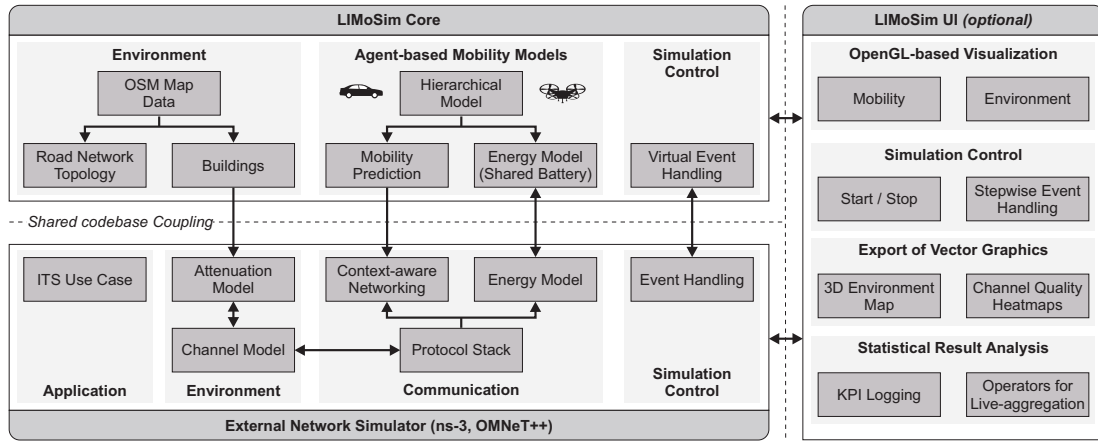 LIMoSim Core
Environment
OSM Map
Data
Road Network
Topology
Buildings
Agent-based Mobility Models
Hierarchical
Model
Mobility
Prediction
Energy Model
(Shared Battery)
Simulation
Control
Virtual Event
Handling
Shared codebase Coupling
ITS Use Case
Application
Attenuation
Model
Channel Model
Environment
Context-aware
Networking
Energy Model
Protocol Stack
Communication
Event Handling
Simulation
Control
External Network Simulator (ns-3, OMNeT++)
LIMoSim UI (optional)
OpenGL-based Visualization
Mobility
Environment
Simulation Control
Start / Stop
Stepwise Event
Handling
Export of Vector Graphics
3D Environment
Map
Channel Quality
Heatmaps
Statistical Result Analysis
KPI Logging
Operators for
Live-aggregation